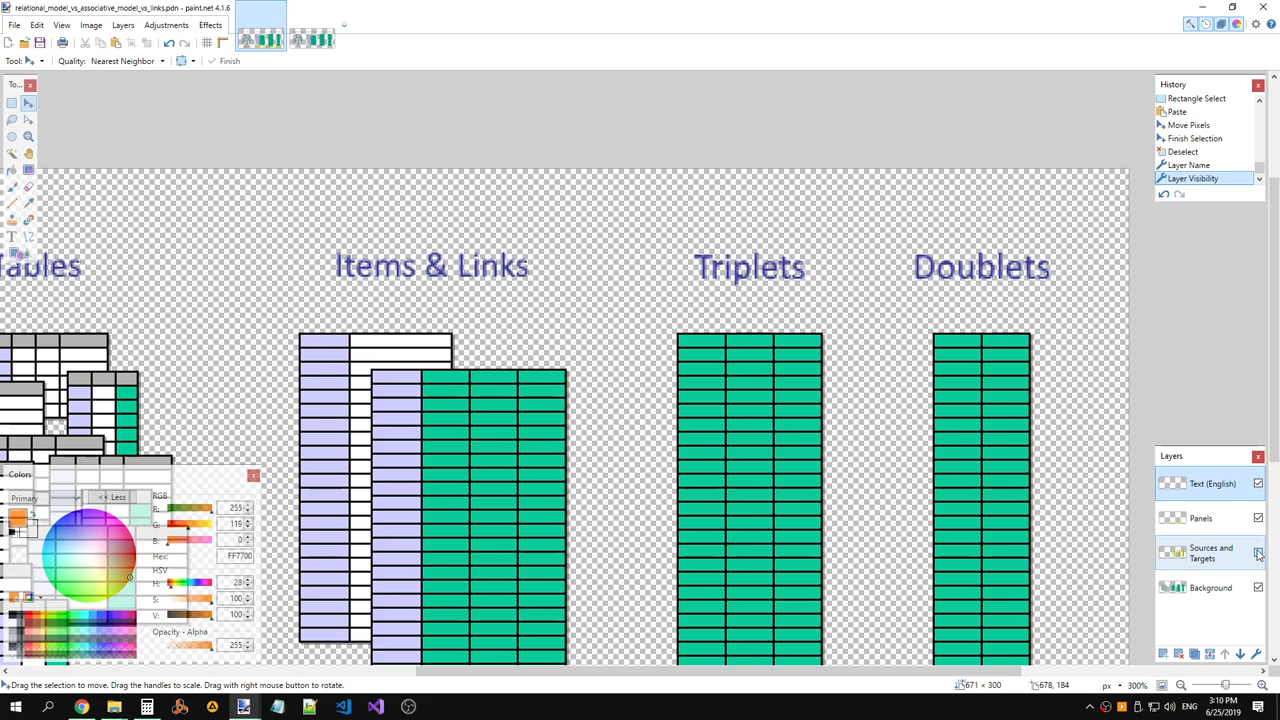 relational_model_vs_associative_model_vs_links.pdn - paint.net 4.1.6
File Edit View Image Layers Adjustments Effects
Tool: Quality: Nearest Neighbor Finish
To...
History
Rectangle Select
Paste
Move Pixels
Finish Selection
Deselect
Layer Name
Layer Visibility
Tables
Items & Links
Triplets
Doublets
Layers
Text (English)
Panels
Sources and
Targets
Background
Colors
Primary
<< Less
RGB
R: 255
G: 119
B: 0
Hex: FF7700
HSV
H: 28
S: 100
V: 100
Opacity - Alpha
255
Drag the selection to move. Drag the handles to scale. Drag with right mouse button to rotate.
671 × 300
678, 184
px
300%
ENG
3:10 PM
6/25/2019